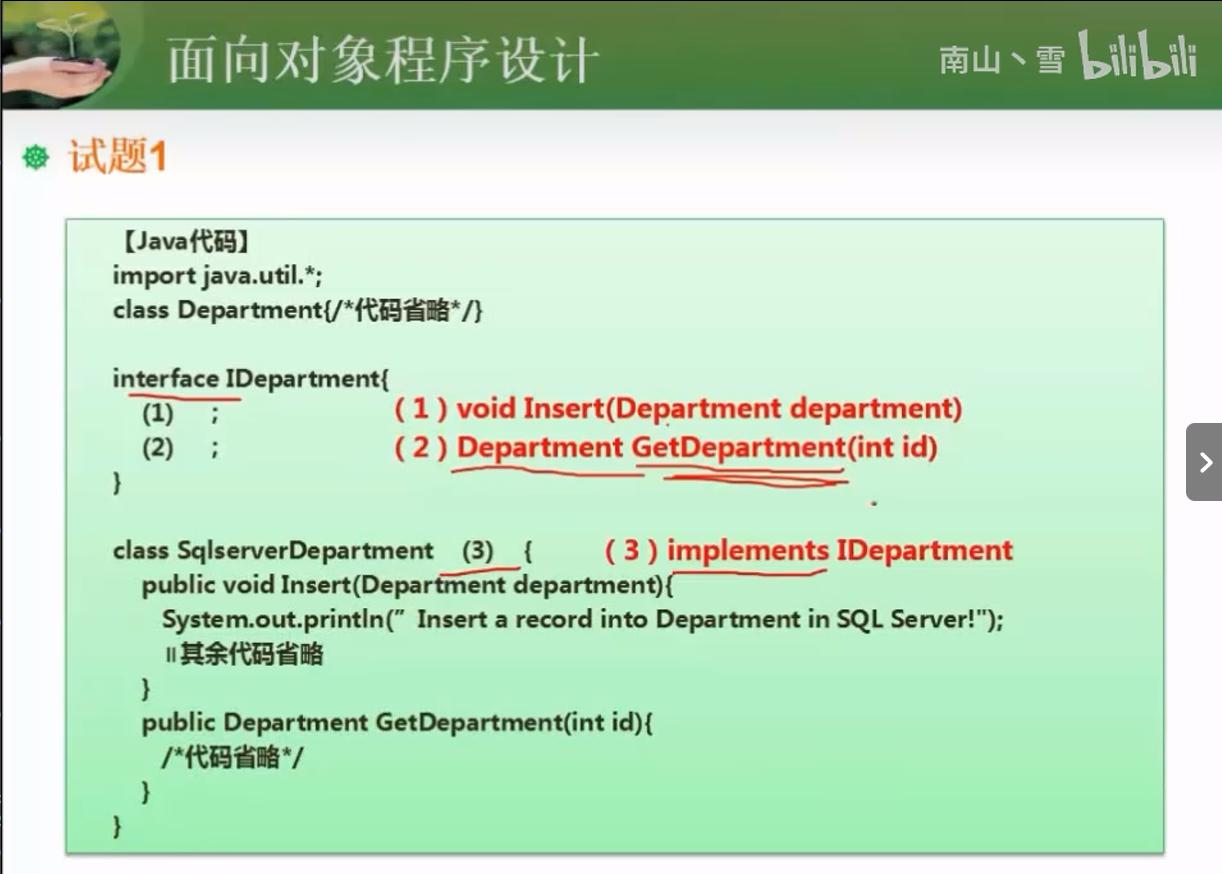 面向对象程序设计
南山丶雪 bilibili
试题1
【Java代码】
import java.util.*;
class Department{/*代码省略*/}
interface IDepartment{
(1) ; (1) void Insert(Department department)
(2) ; (2) Department GetDepartment(int id)
}
class SqlserverDepartment (3) { (3) implements IDepartment
public void Insert(Department department){
System.out.println(” Insert a record into Department in SQL Server!");
॥其余代码省略
}
public Department GetDepartment(int id){
/*代码省略*/
}
}